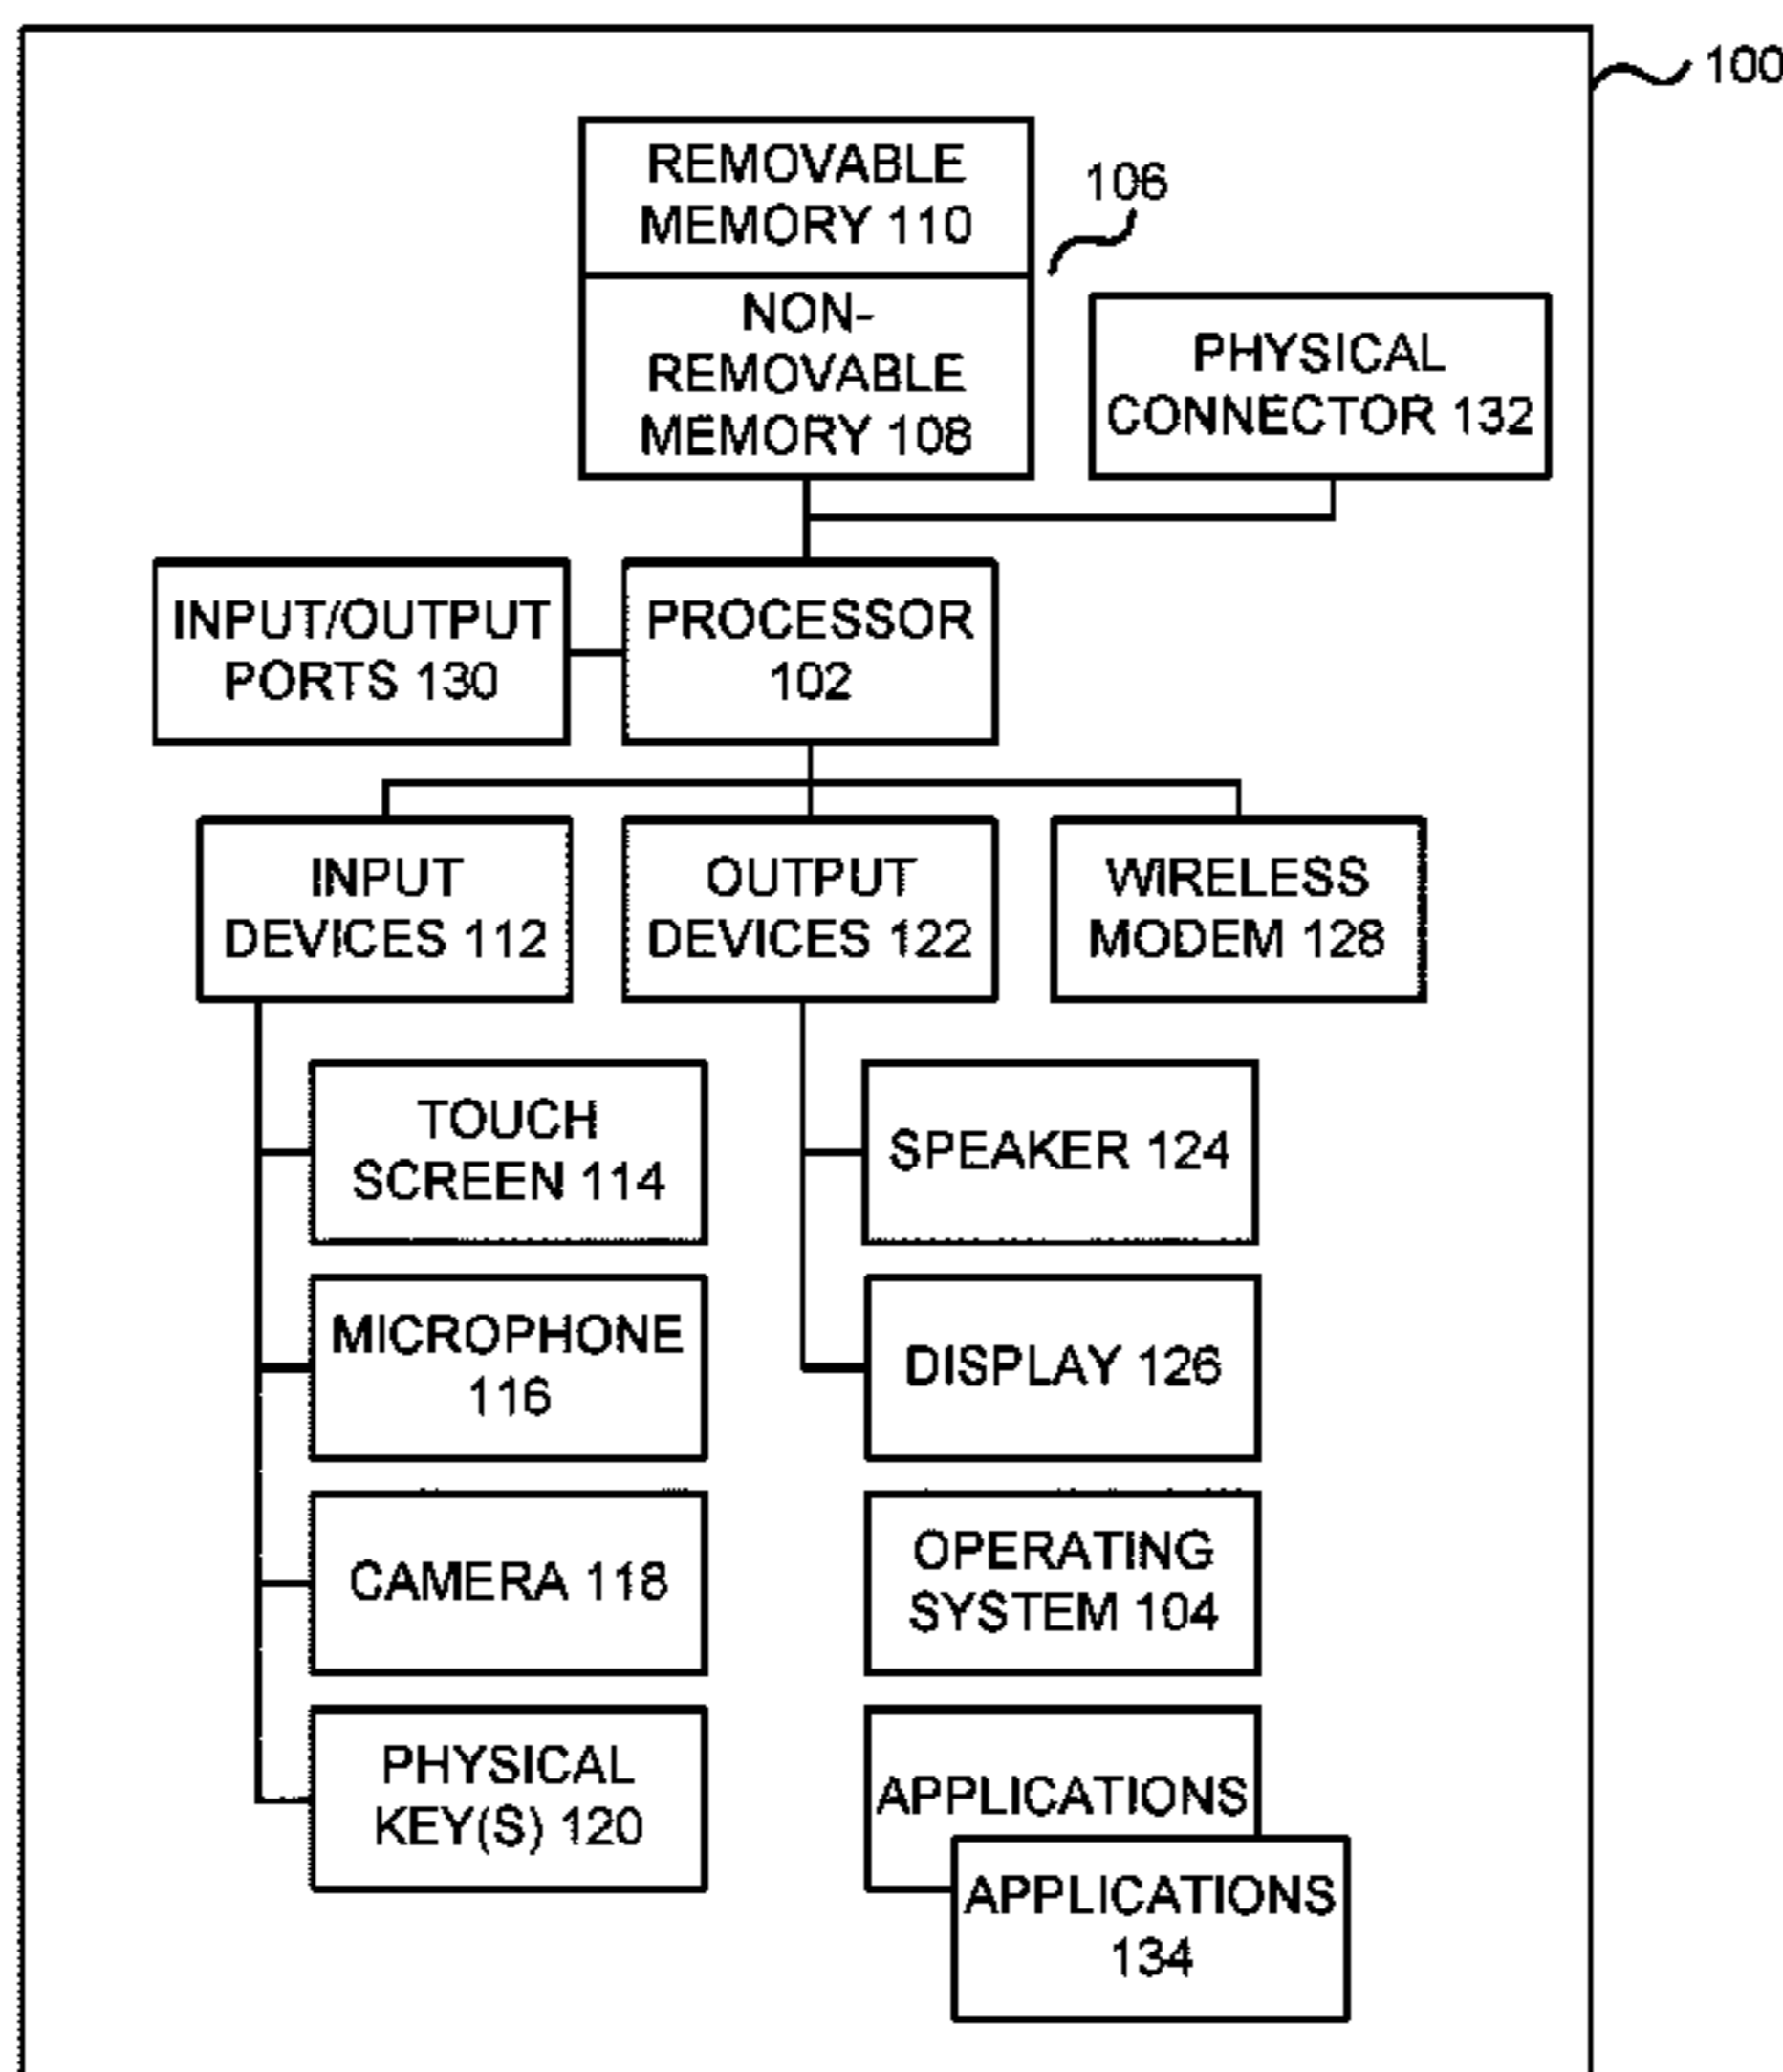 100
REMOVABLE
MEMORY 110
106
NON-
REMOVABLE
MEMORY 108
PHYSICAL
CONNECTOR 132
INPUT/OUTPUT
PORTS 130
PROCESSOR
102
INPUT
DEVICES 112
OUTPUT
DEVICES 122
WIRELESS
MODEM 128
TOUCH
SCREEN 114
SPEAKER 124
MICROPHONE
116
DISPLAY 126
CAMERA 118
OPERATING
SYSTEM 104
PHYSICAL
KEY(S) 120
APPLICATIONS
APPLICATIONS
134